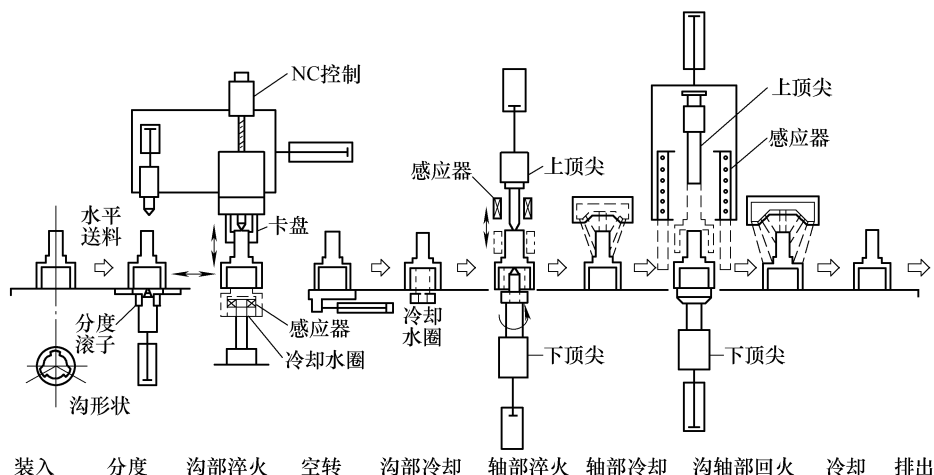 NC控制
上顶尖
感应器
感应器
上顶尖
水平
送料
卡盘
分度
滚子
感应器
冷却水圈
冷却
水圈
下顶尖
下顶尖
沟形状
装入 分度 沟部淬火 空转 沟部冷却 轴部淬火 轴部冷却 沟轴部回火 冷却 排出